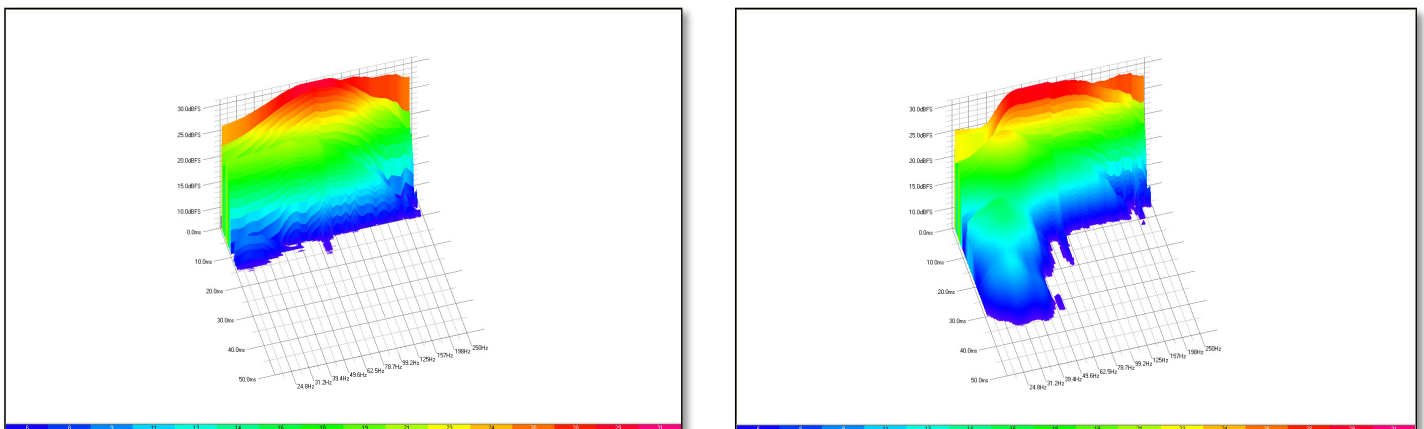 30.0dBFS
25.0dBFS
20.0dBFS
15.0dBFS
10.0dBFS
0.0ms
10.0ms
20.0ms
30.0ms
40.0ms
50.0ms
24.8Hz
31.2Hz
39.4Hz
49.6Hz
62.5Hz
78.7Hz
99.2Hz
125Hz
157Hz
198Hz
250Hz
30.0dBFS
25.0dBFS
20.0dBFS
15.0dBFS
10.0dBFS
0.0ms
10.0ms
20.0ms
30.0ms
40.0ms
50.0ms
24.8Hz
31.2Hz
39.4Hz
49.6Hz
62.5Hz
78.7Hz
99.2Hz
125Hz
157Hz
198Hz
250Hz